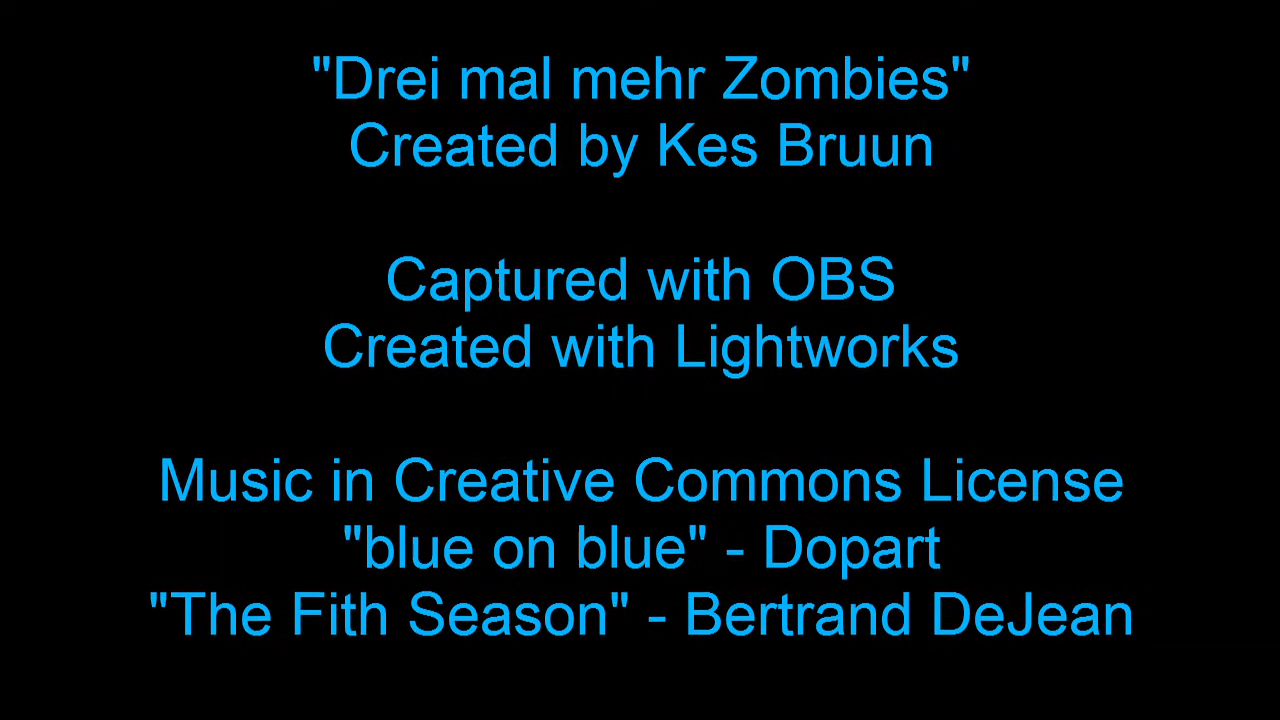 "Drei mal mehr Zombies"
Created by Kes Bruun
Captured with OBS
Created with Lightworks
Music in Creative Commons License
"blue on blue" - Dopart
"The Fith Season" - Bertrand DeJean